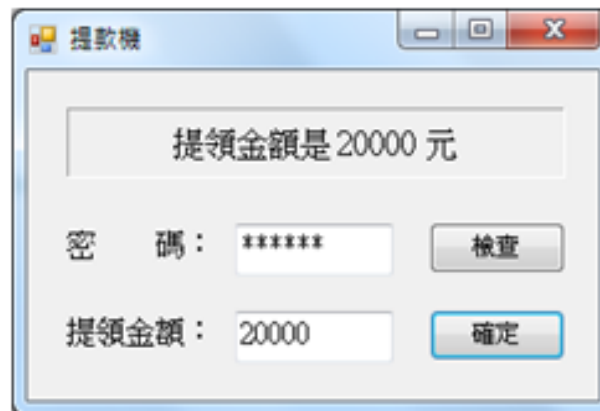 提款機
提領金額是 20000 元
密 碼： ****** 檢查
提領金額： 20000 確定